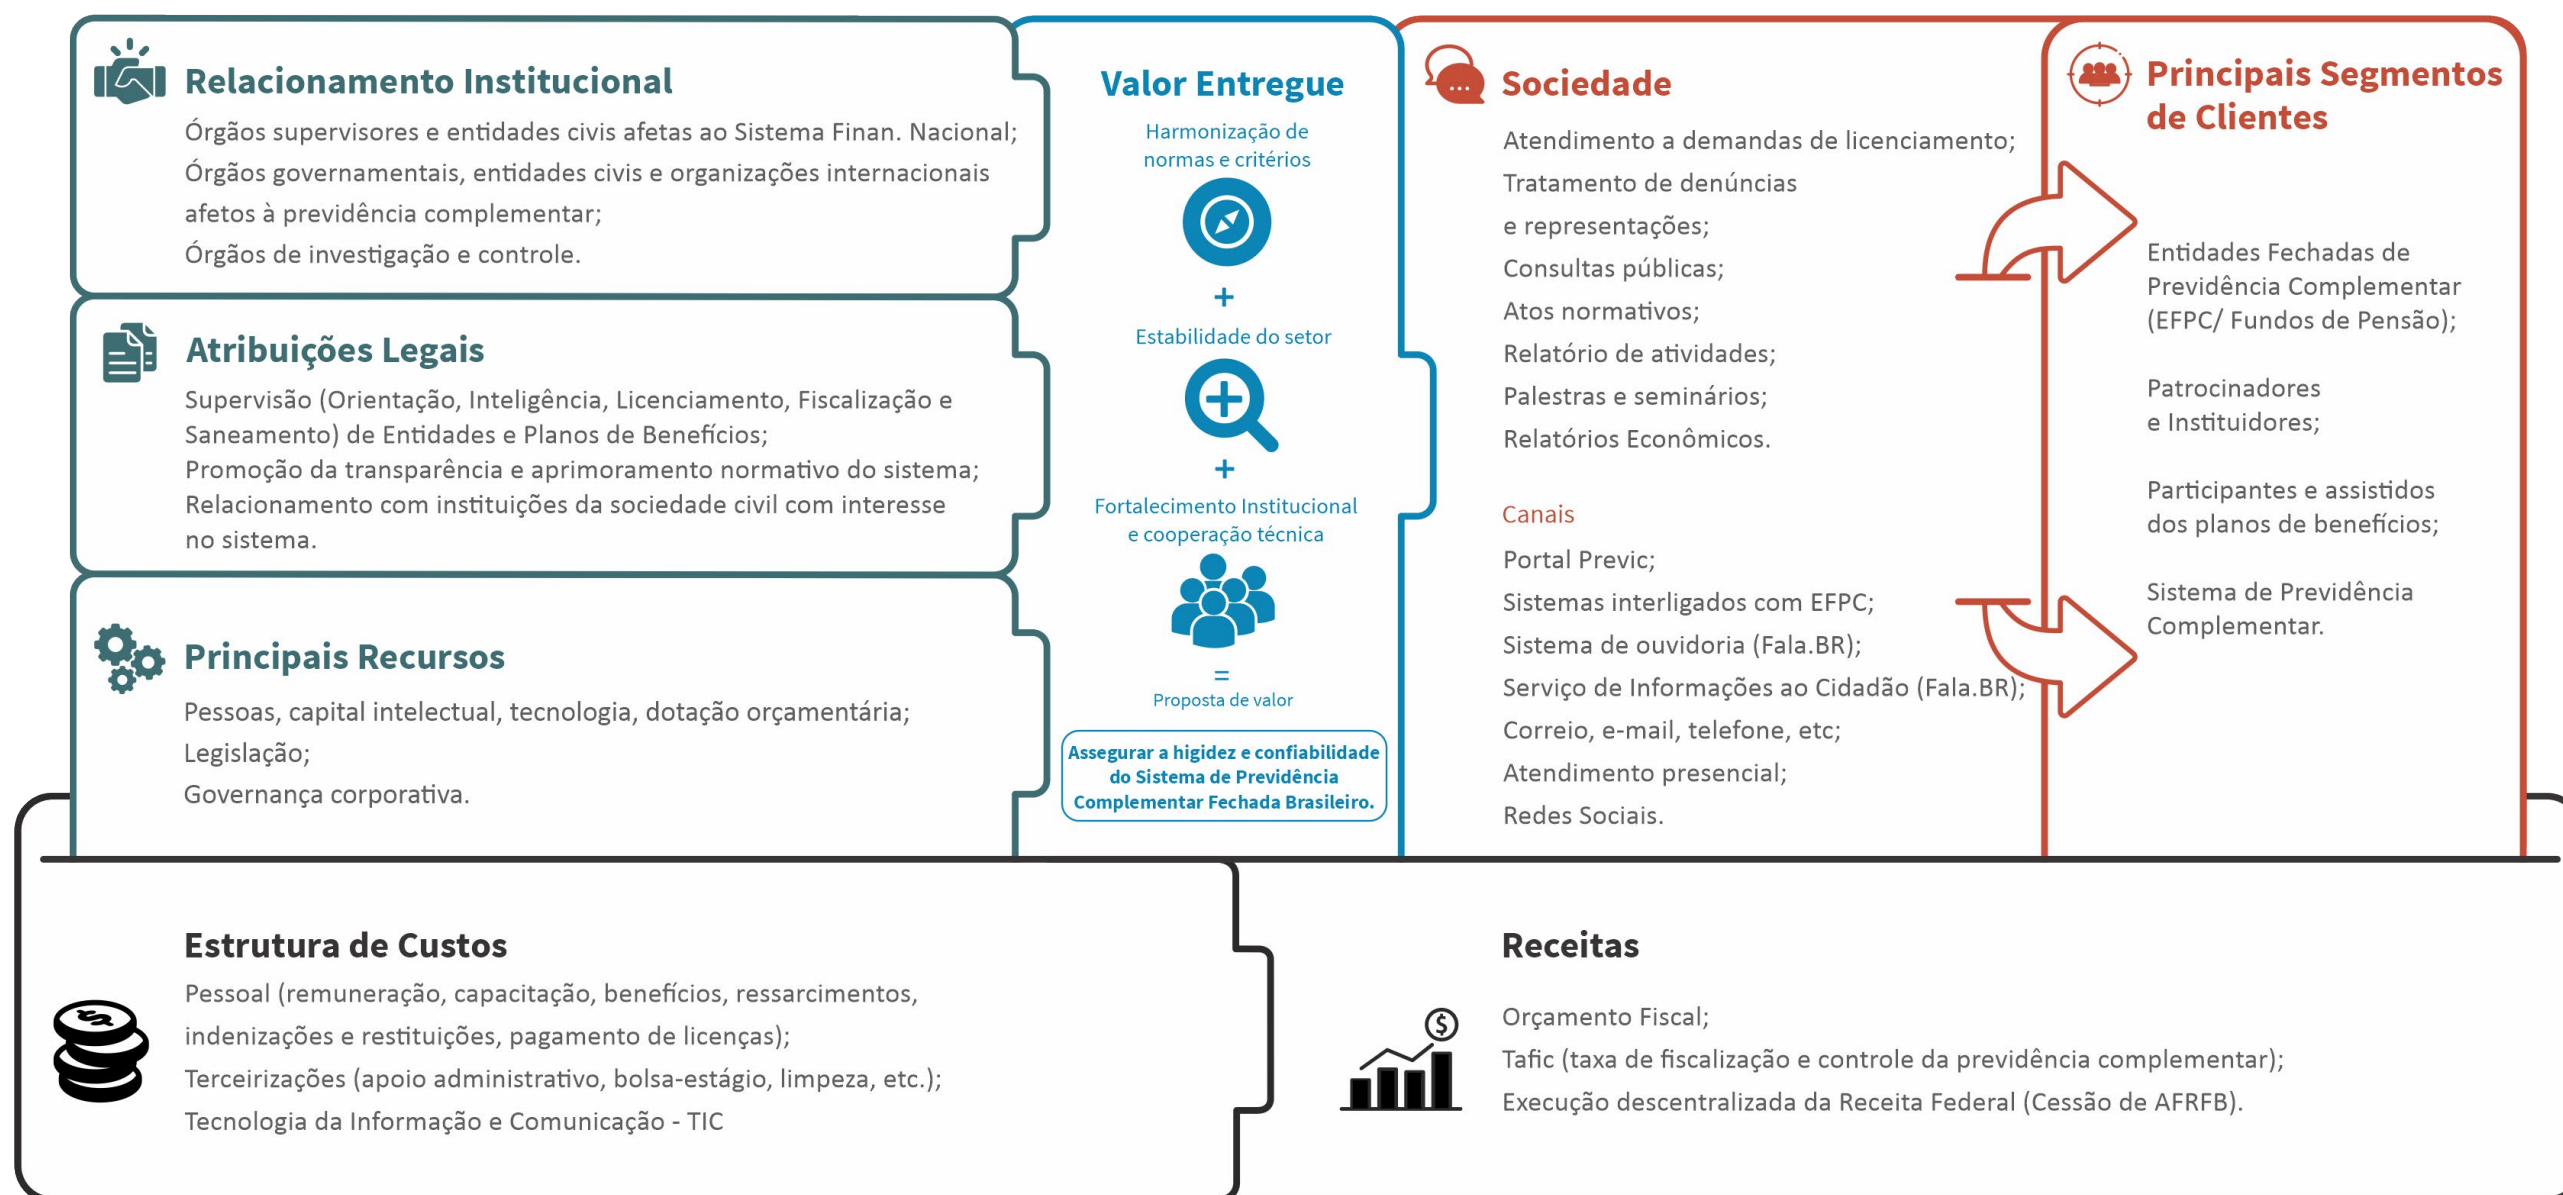 Relacionamento Institucional
Órgãos supervisores e entidades civis afetas ao Sistema Finan. Nacional;
Órgãos governamentais, entidades civis e organizações internacionais
afetos à previdência complementar;
Órgãos de investigação e controle.
Atribuições Legais
Supervisão (Orientação, Inteligência, Licenciamento, Fiscalização e
Saneamento) de Entidades e Planos de Benefícios;
Promoção da transparência e aprimoramento normativo do sistema;
Relacionamento com instituições da sociedade civil com interesse
no sistema.
Principais Recursos
Pessoas, capital intelectual, tecnologia, dotação orçamentária;
Legislação;
Governança corporativa.
Valor Entregue
Harmonização de
normas e critérios
+
Estabilidade do setor
+
Fortalecimento Institucional
e cooperação técnica
=
Proposta de valor
Assegurar a higidez e confiabilidade
do Sistema de Previdência
Complementar Fechada Brasileiro.
Sociedade
Atendimento a demandas de licenciamento;
Tratamento de denúncias
e representações;
Consultas públicas;
Atos normativos;
Relatório de atividades;
Palestras e seminários;
Relatórios Econômicos.
Canais
Portal Previc;
Sistemas interligados com EFPC;
Sistema de ouvidoria (Fala.BR);
Serviço de Informações ao Cidadão (Fala.BR);
Correio, e-mail, telefone, etc;
Atendimento presencial;
Redes Sociais.
Principais Segmentos
de Clientes
Entidades Fechadas de
Previdência Complementar
(EFPC/ Fundos de Pensão);
Patrocinadores
e Instituidores;
Participantes e assistidos
dos planos de benefícios;
Sistema de Previdência
Complementar.
Estrutura de Custos
$
Pessoal (remuneração, capacitação, benefícios, ressarcimentos,
indenizações e restituições, pagamento de licenças);
Terceirizações (apoio administrativo, bolsa-estágio, limpeza, etc.);
Tecnologia da Informação e Comunicação - TIC
Receitas
$
Orçamento Fiscal;
Tafic (taxa de fiscalização e controle da previdência complementar);
Execução descentralizada da Receita Federal (Cessão de AFRFB).